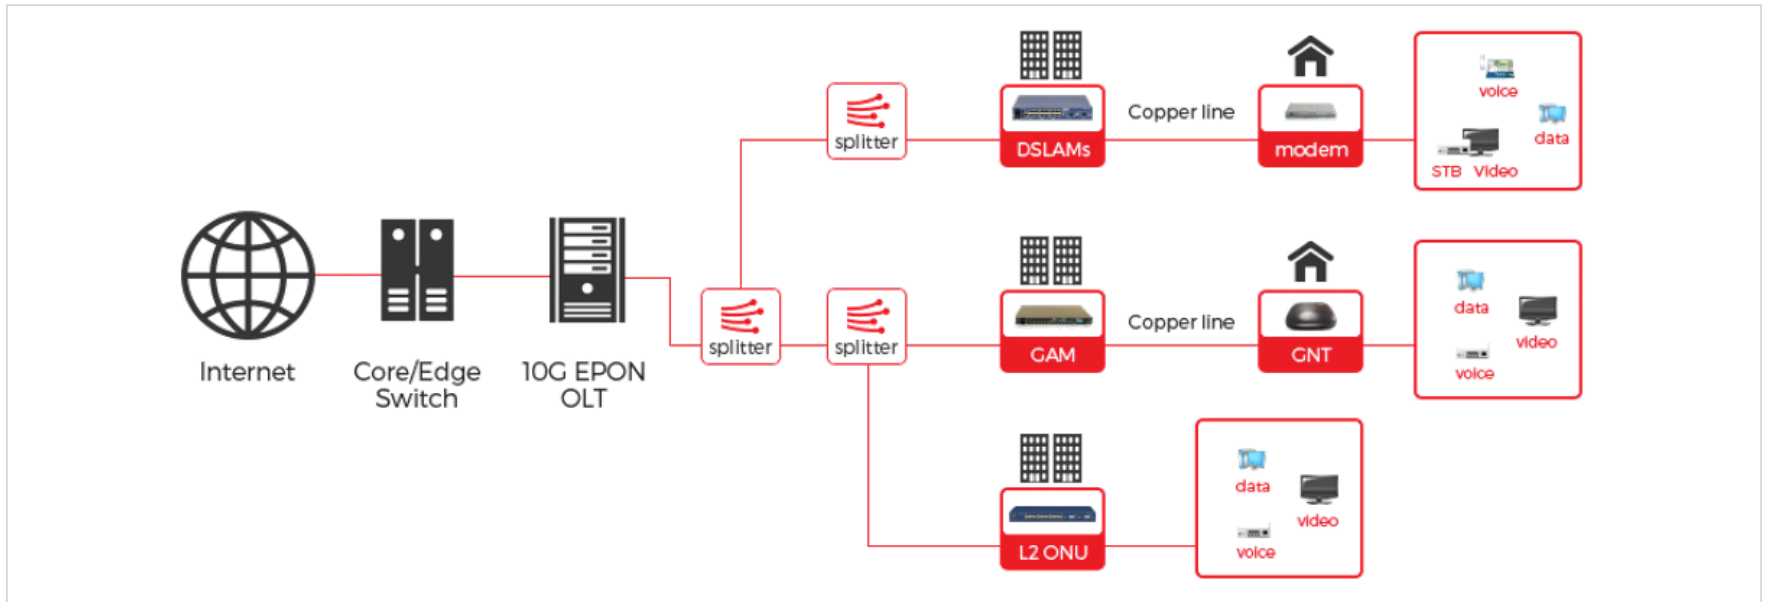 Internet
Core/Edge
Switch
10G EPON
OLT
splitter
splitter
splitter
DSLAMs
Copper line
modem
voice
data
STB Video
GAM
Copper line
GNT
data
video
voice
L2 ONU
data
video
voice